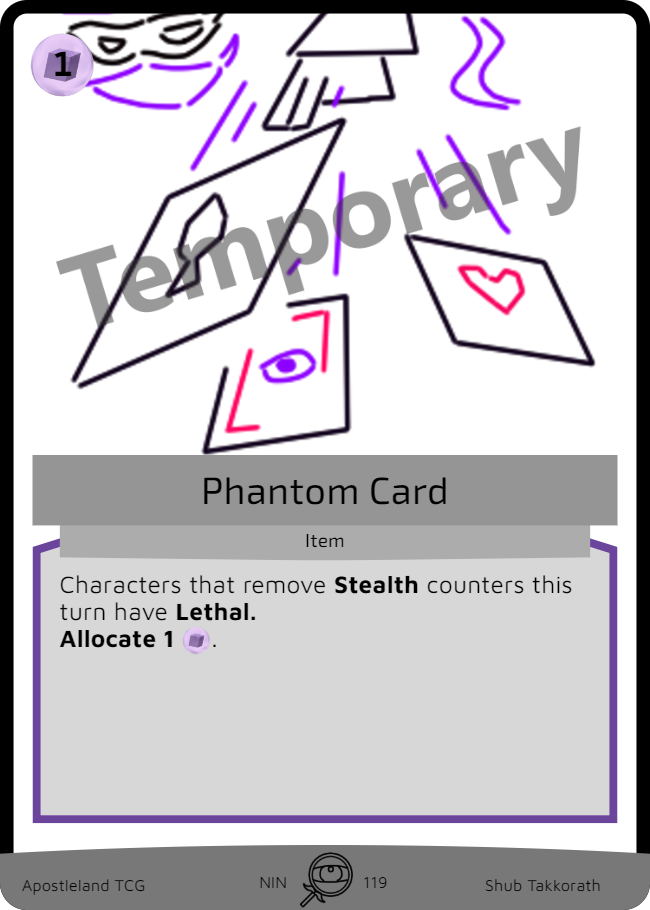 1
Temporary
Phantom Card
Item
Characters that remove Stealth counters this
turn have Lethal.
Allocate 1 .
Apostleland TCG NIN 119 Shub Takkorath